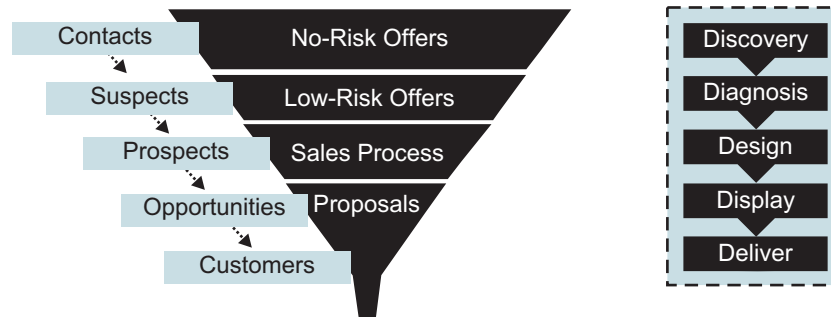 Contacts
No-Risk Offers
Suspects
Low-Risk Offers
Prospects
Sales Process
Opportunities
Proposals
Customers
Discovery
Diagnosis
Design
Display
Deliver